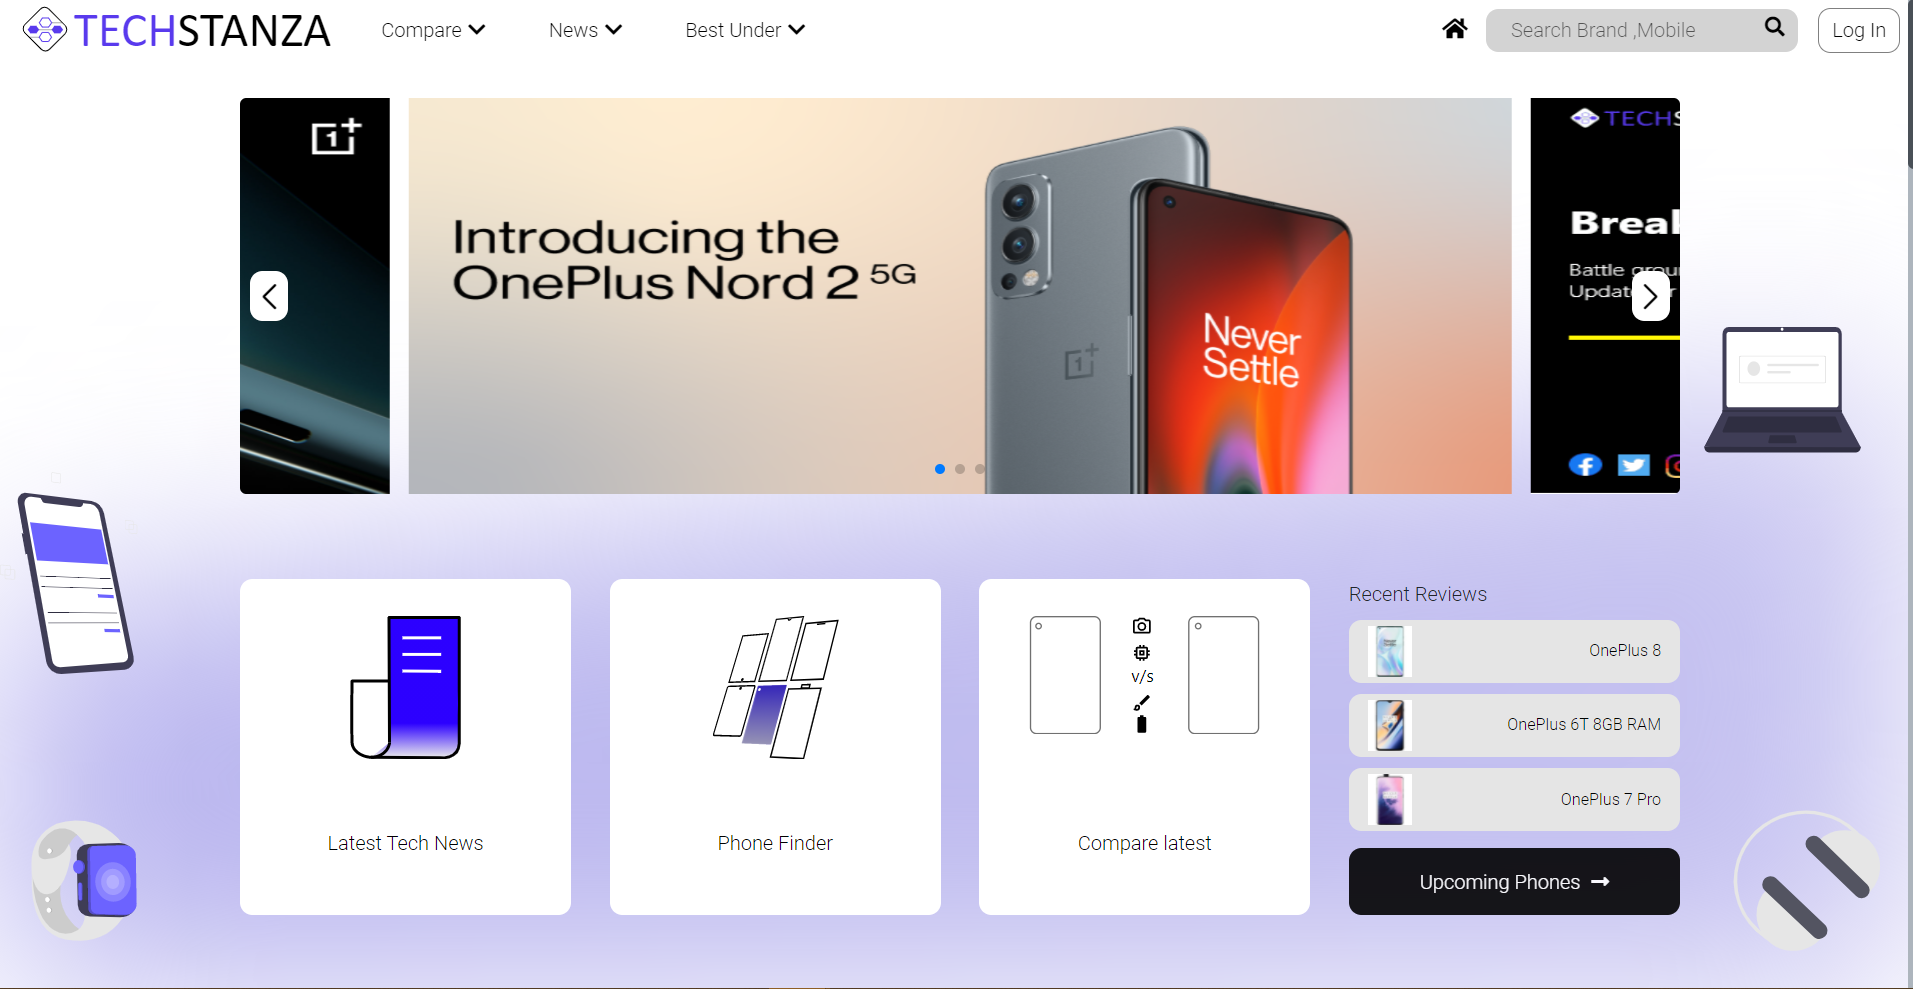 TECHSTANZA
Compare
News
Best Under
Search Brand ,Mobile
Log In
Introducing the
OnePlus Nord 2 5G
Never
Settle
TECHS
Break
Battle grou
Update
v/s
Latest Tech News
Phone Finder
Compare latest
Recent Reviews
OnePlus 8
OnePlus 6T 8GB RAM
OnePlus 7 Pro
Upcoming Phones